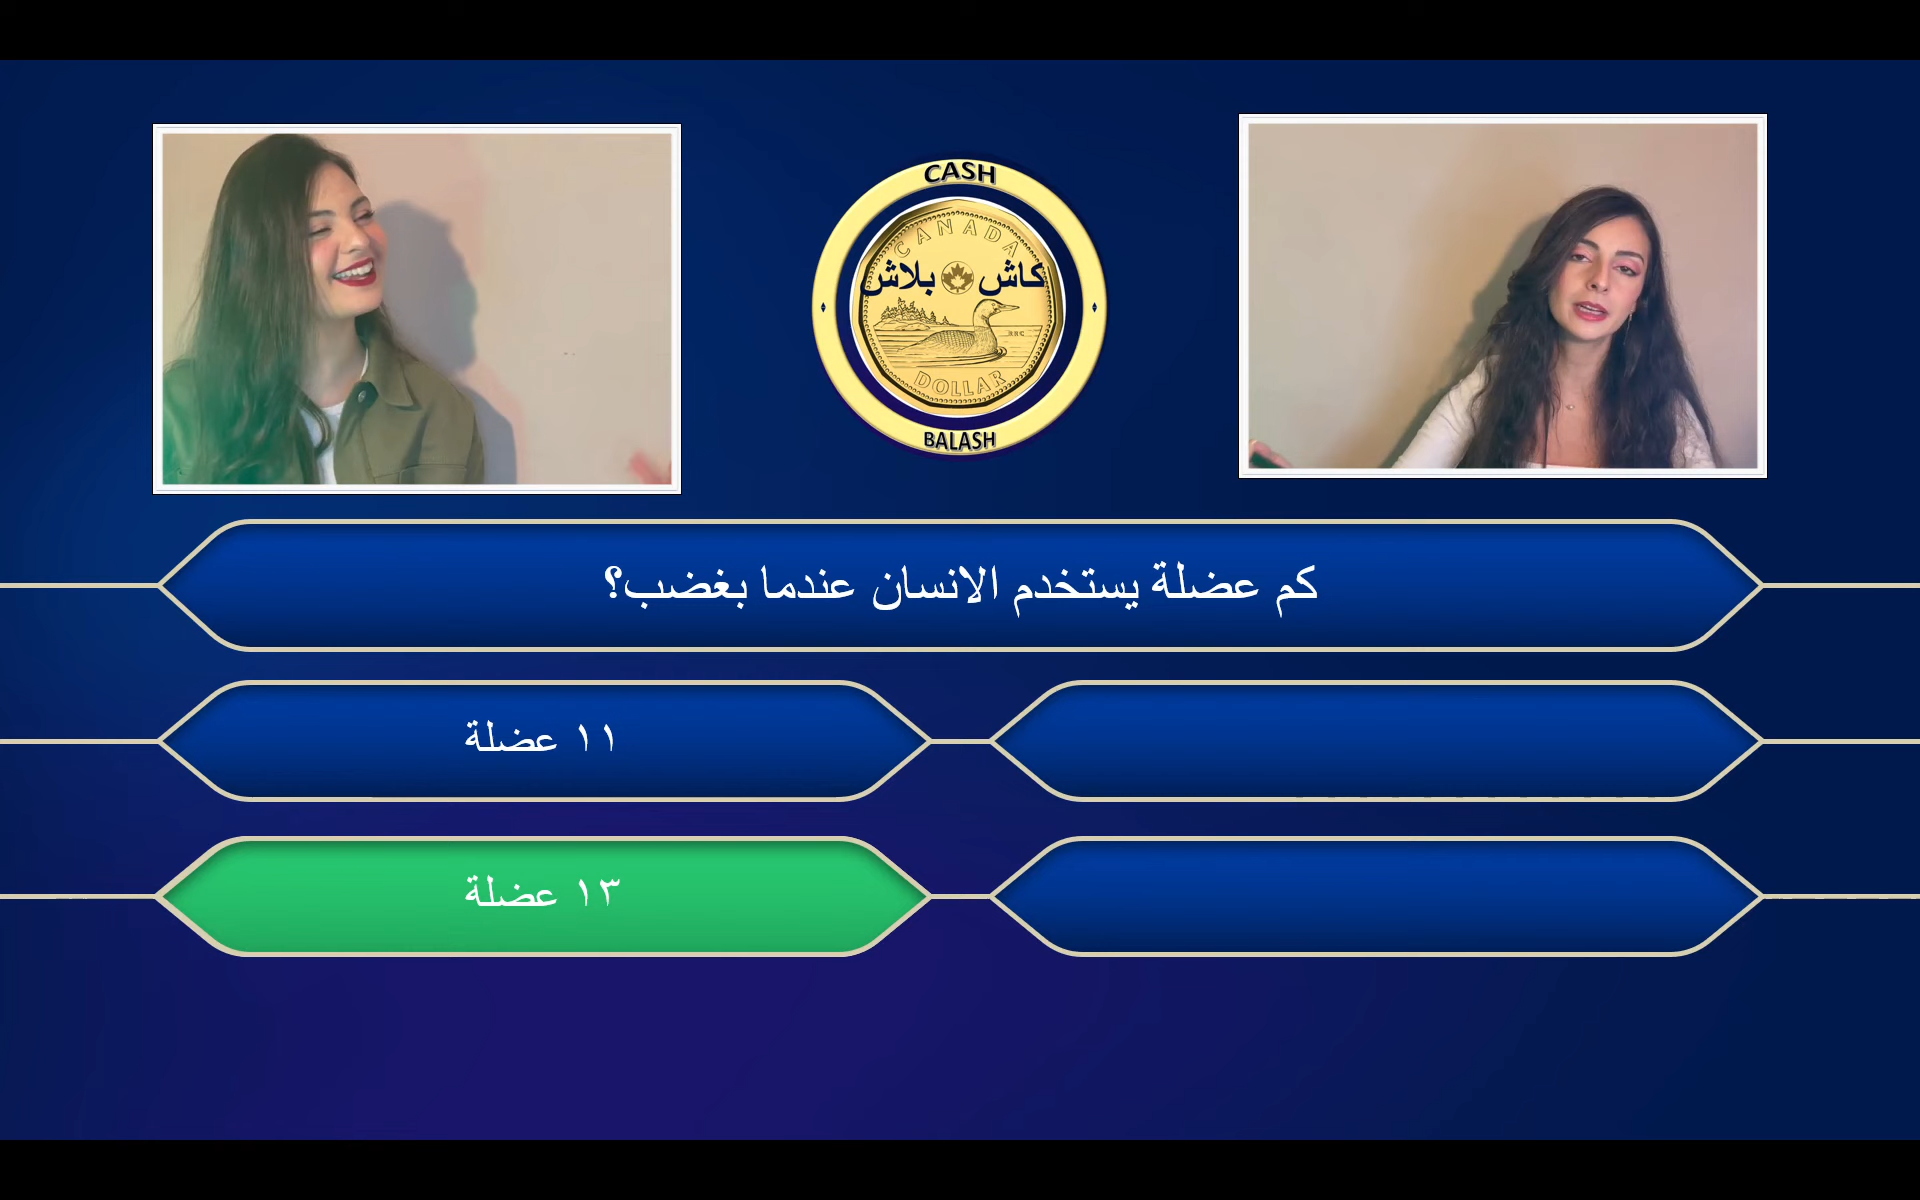 CASH
CANADA
كاش بلاش
DOLLAR
BALASH
كم عضلة يستخدم الانسان عندما بغضب؟
١١ عضلة
١٣ عضلة